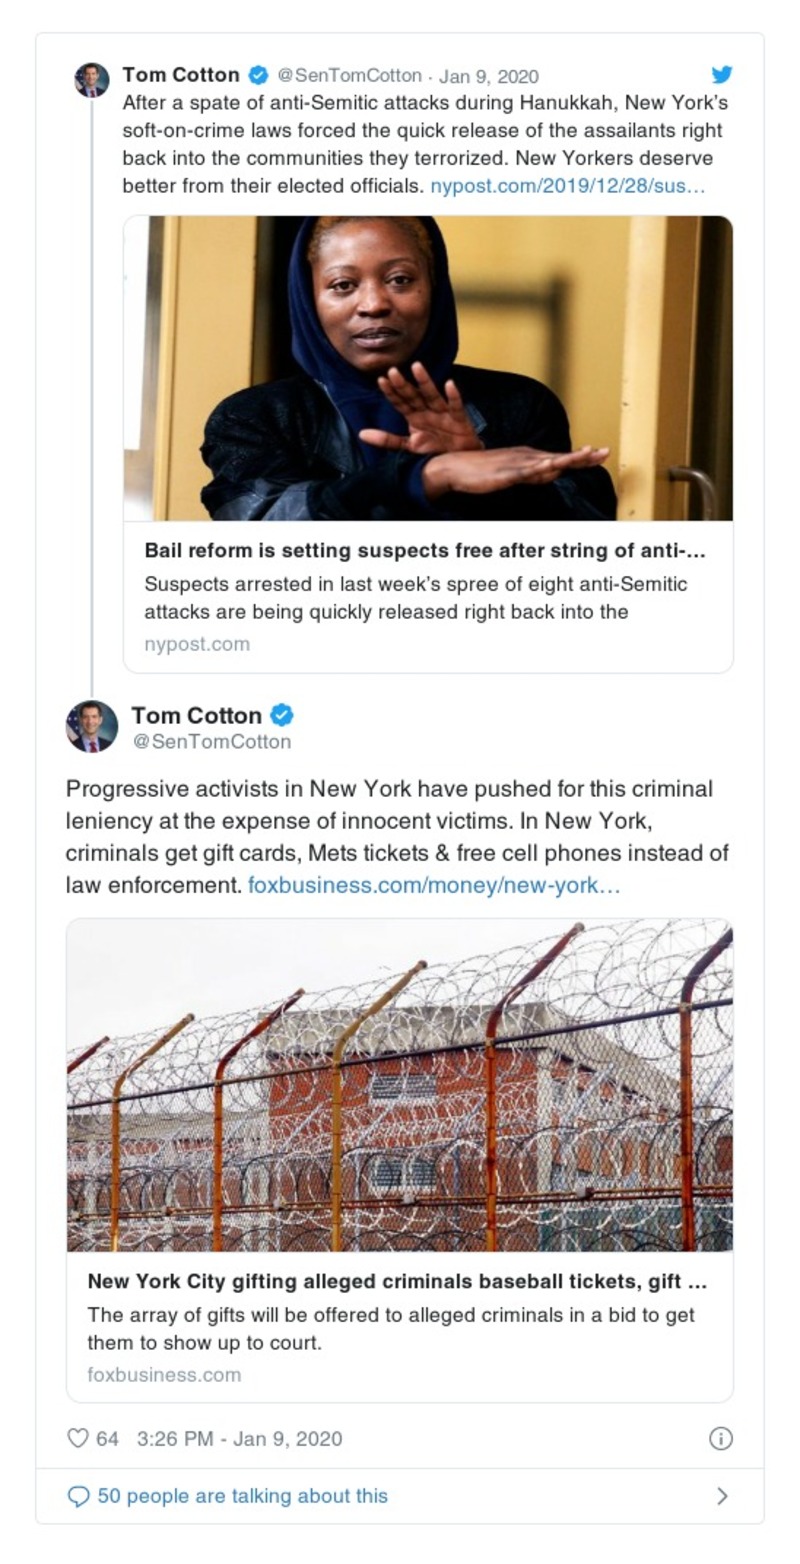 Tom Cotton @SenTomCotton · Jan 9, 2020
After a spate of anti-Semitic attacks during Hanukkah, New York's
soft-on-crime laws forced the quick release of the assailants right
back into the communities they terrorized. New Yorkers deserve
better from their elected officials. nypost.com/2019/12/28/sus…
Bail reform is setting suspects free after string of anti-…
Suspects arrested in last week's spree of eight anti-Semitic
attacks are being quickly released right back into the
nypost.com
Tom Cotton
@SenTomCotton
Progressive activists in New York have pushed for this criminal
leniency at the expense of innocent victims. In New York,
criminals get gift cards, Mets tickets & free cell phones instead of
law enforcement. foxbusiness.com/money/new-york…
New York City gifting alleged criminals baseball tickets, gift …
The array of gifts will be offered to alleged criminals in a bid to get
them to show up to court.
foxbusiness.com
64 3:26 PM - Jan 9, 2020
50 people are talking about this